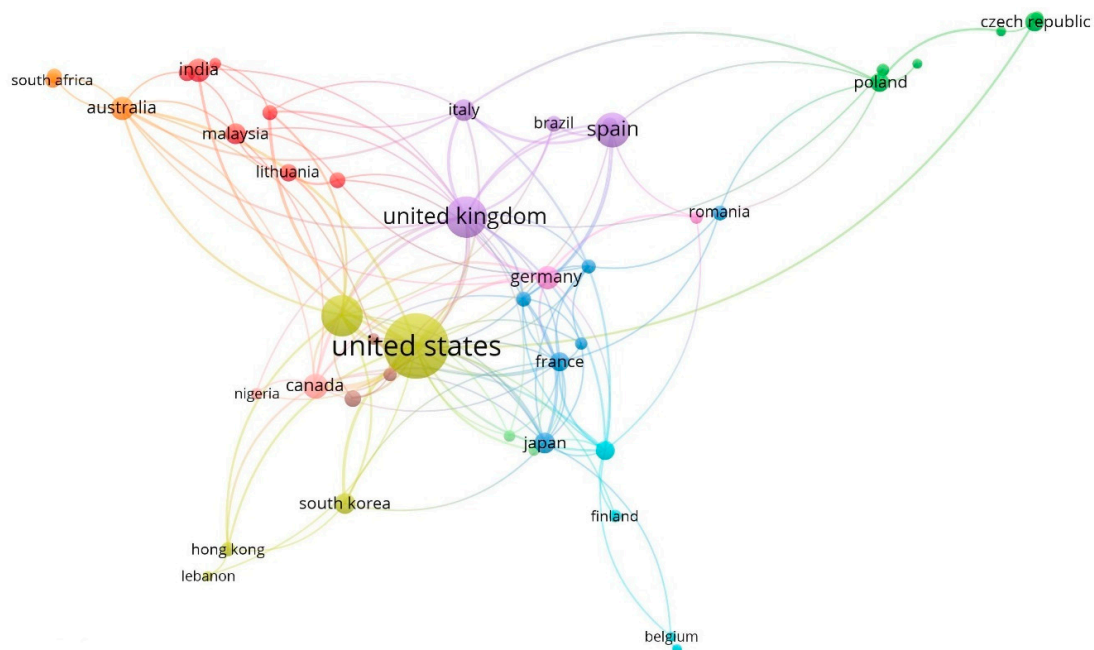 czech republic
india
south africa
poland
australia
italy
brazil
spain
malaysia
lithuania
united kingdom
romania
germany
united states
france
canada
nigeria
japan
south korea
finland
hong kong
lebanon
belgium